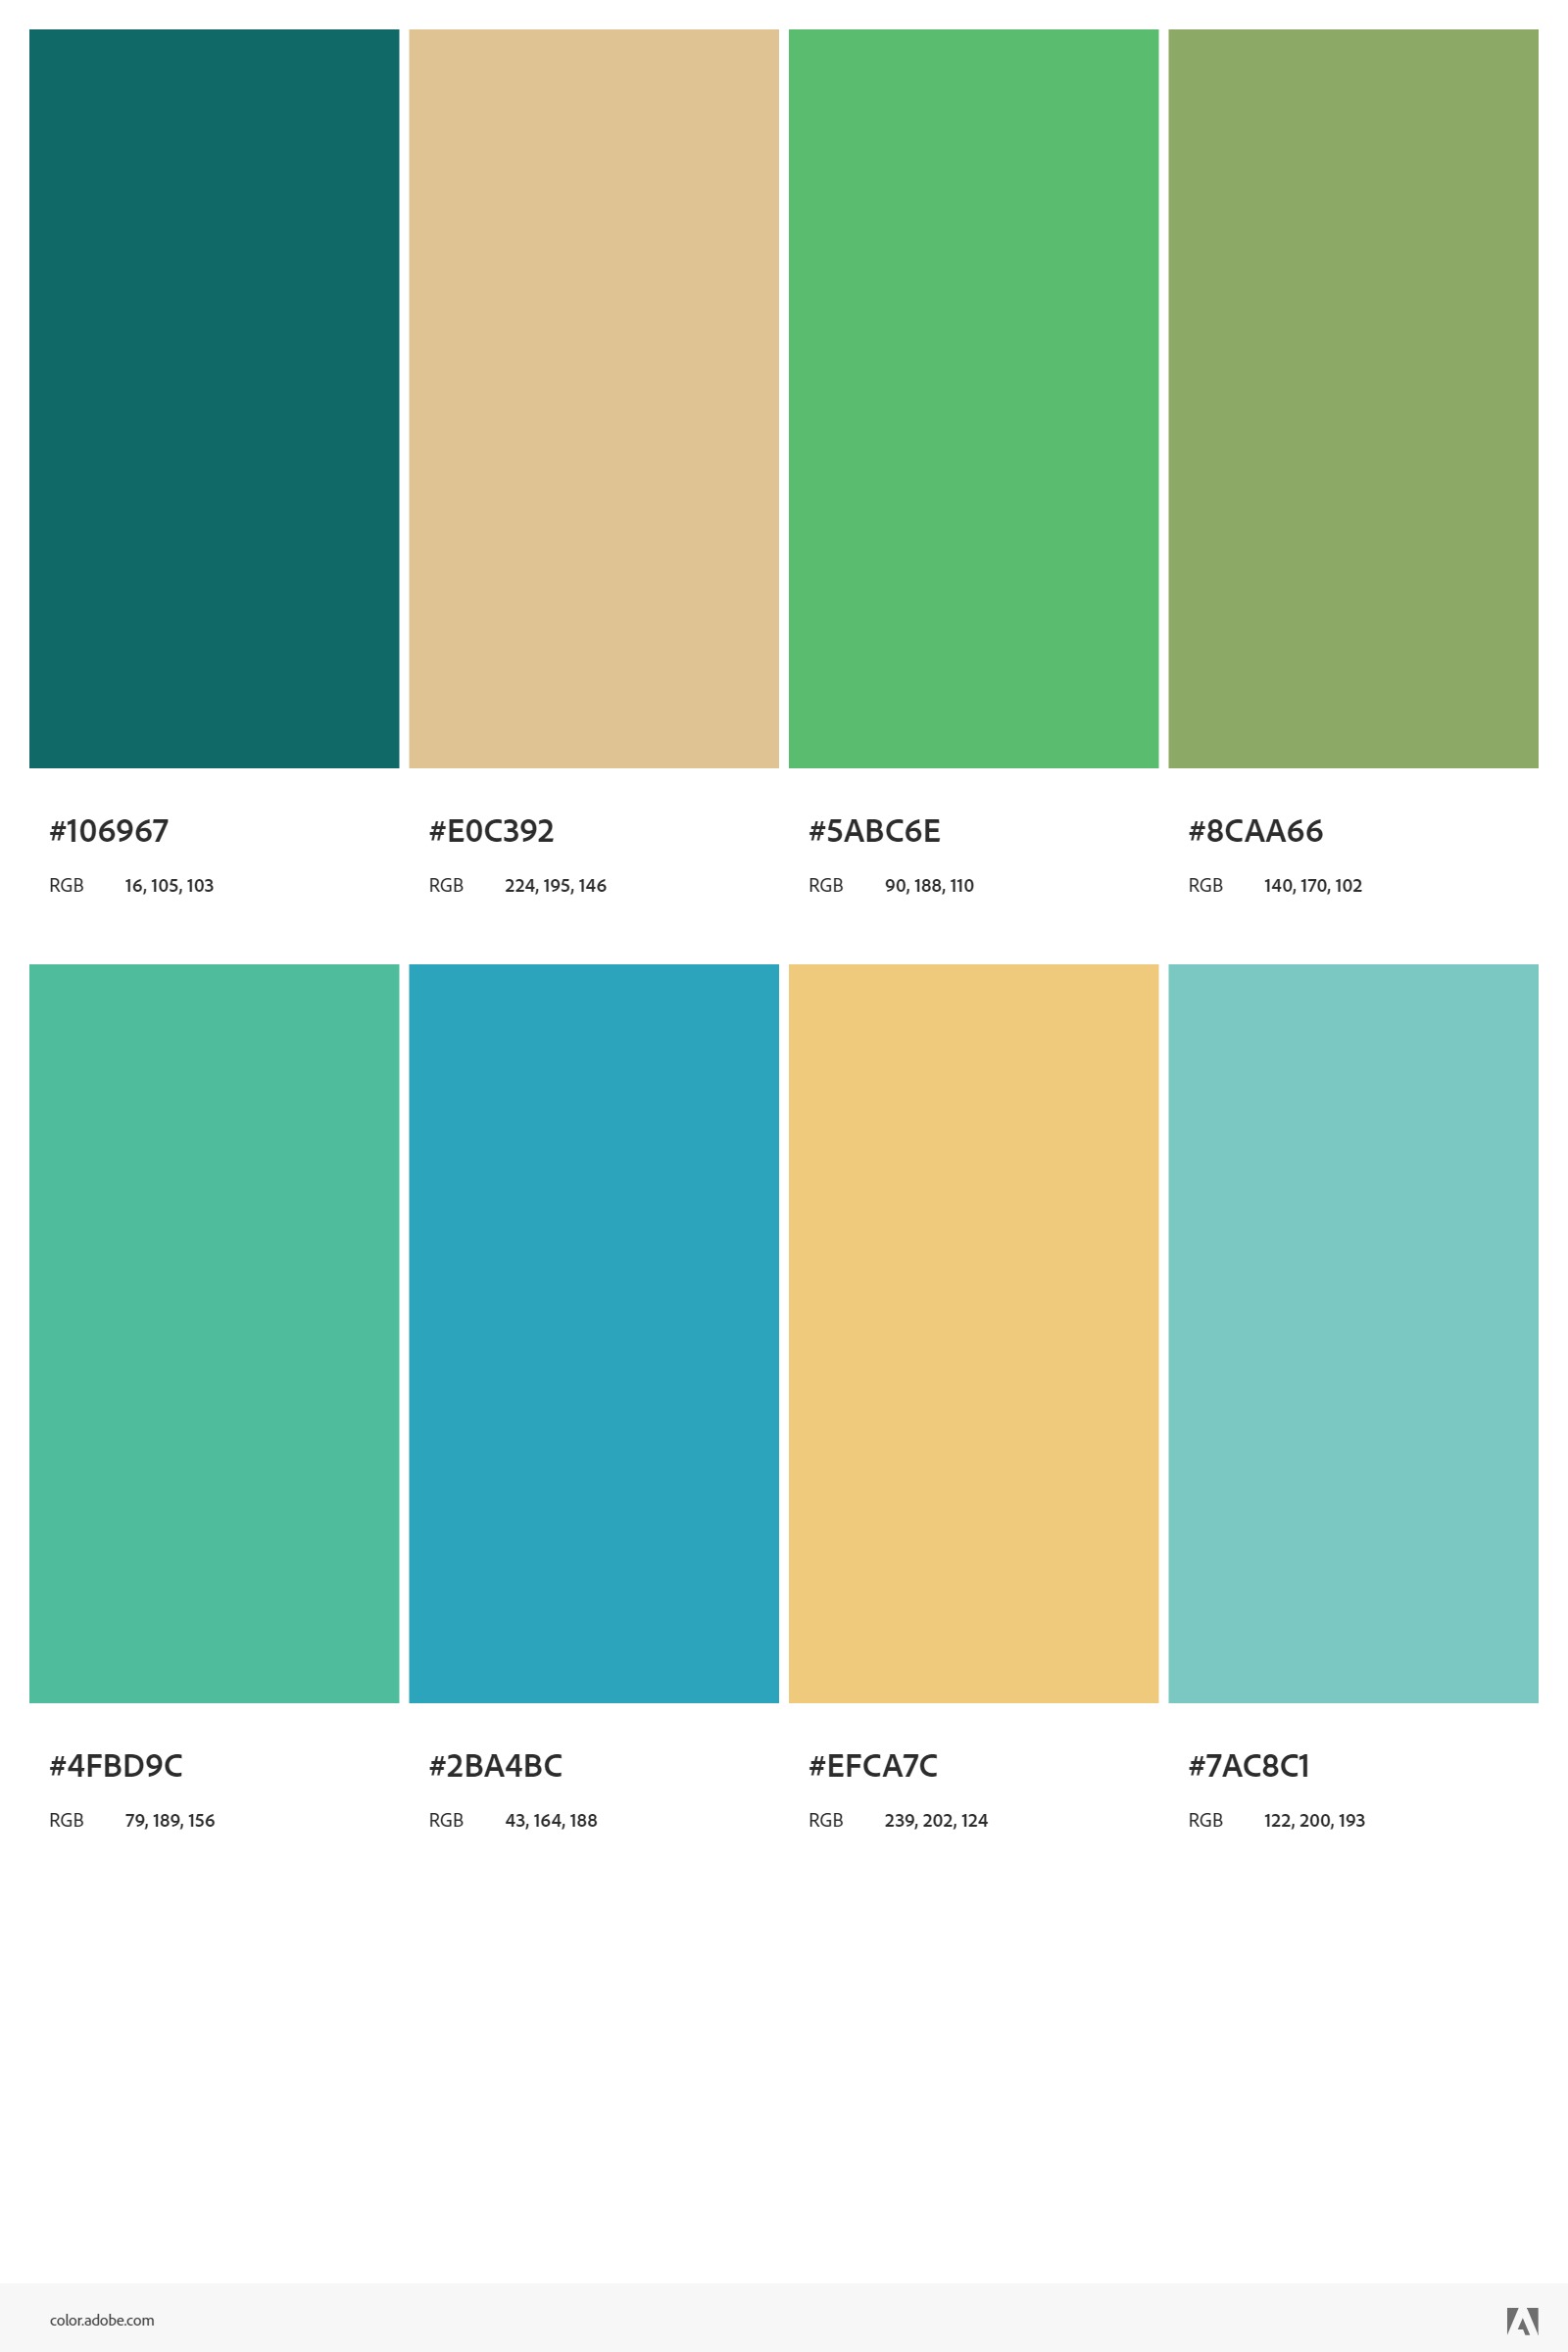 #106967 #E0C392 #5ABC6E #8CAA66
RGB 16, 105, 103 RGB 224, 195, 146 RGB 90, 188, 110 RGB 140, 170, 102
#4FBD9C #2BA4BC #EFCA7C #7AC8C1
RGB 79, 189, 156 RGB 43, 164, 188 RGB 239, 202, 124 RGB 122, 200, 193
color.adobe.com